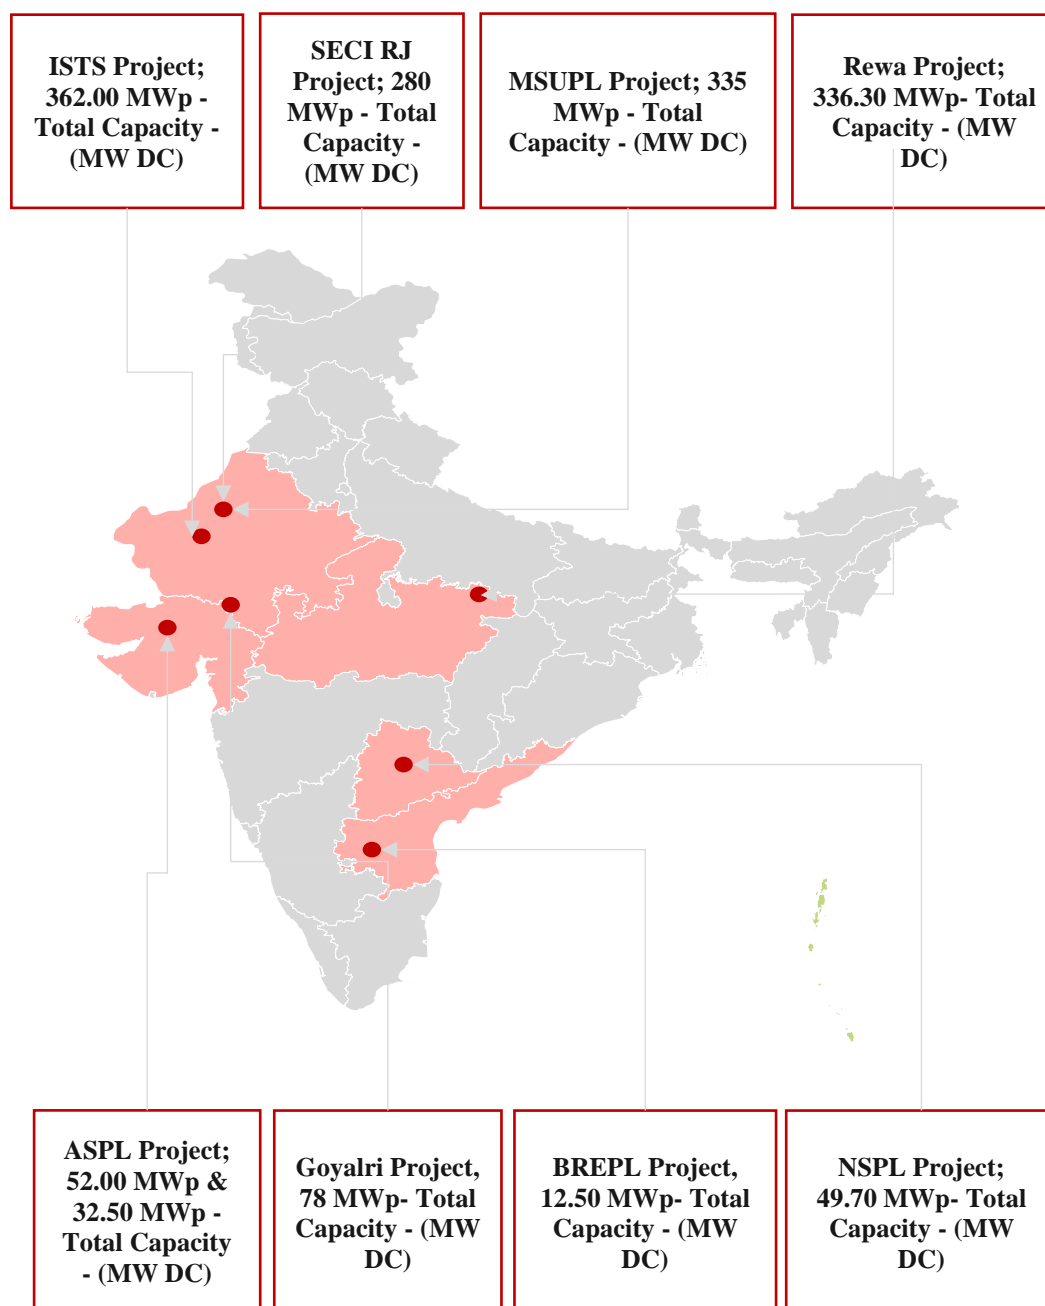 ISTS Project;
362.00 MWp -
Total Capacity -
(MW DC)
SECI RJ
Project; 280
MWp - Total
Capacity -
(MW DC)
MSUPL Project; 335
MWp - Total
Capacity - (MW DC)
Rewa Project;
336.30 MWp- Total
Capacity - (MW
DC)
ASPL Project;
52.00 MWp &
32.50 MWp -
Total Capacity
- (MW DC)
Goyalri Project,
78 MWp- Total
Capacity - (MW
DC)
BREPL Project,
12.50 MWp- Total
Capacity - (MW
DC)
NSPL Project;
49.70 MWp- Total
Capacity - (MW
DC)